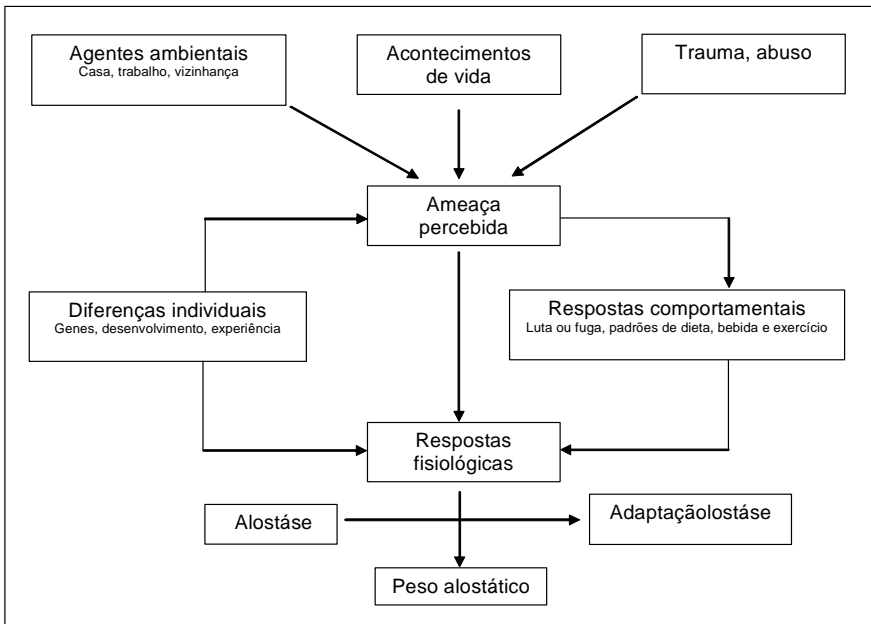 Agentes ambientais
Casa, trabalho, vizinhança
Acontecimentos
de vida
Trauma, abuso
Ameaça
percebida
Diferenças individuais
Genes, desenvolvimento, experiência
Respostas comportamentais
Luta ou fuga, padrões de dieta, bebida e exercício
Respostas
fisiológicas
Alostáse
Adaptaçãolostáse
Peso alostático